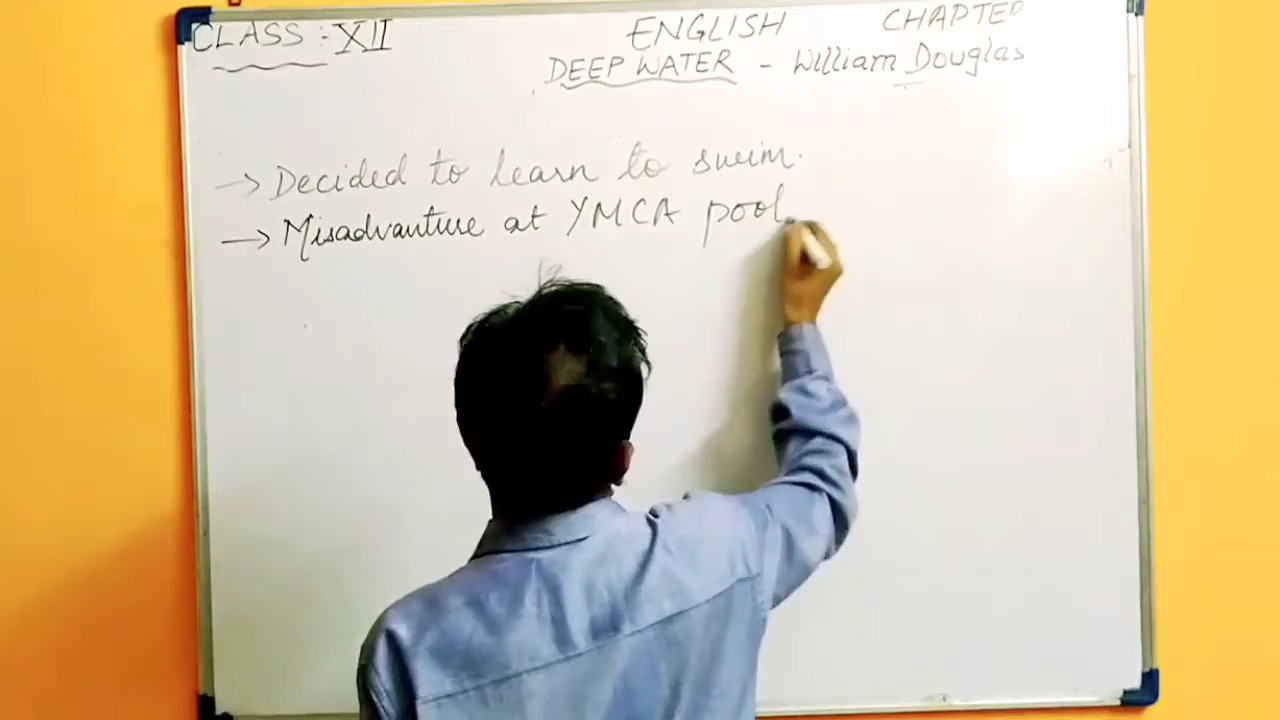 CLASS : XII
ENGLISH CHAPTER
DEEP WATER - William Douglas
→ Decided to learn to swim.
→ Misadvanture at YMCA pool